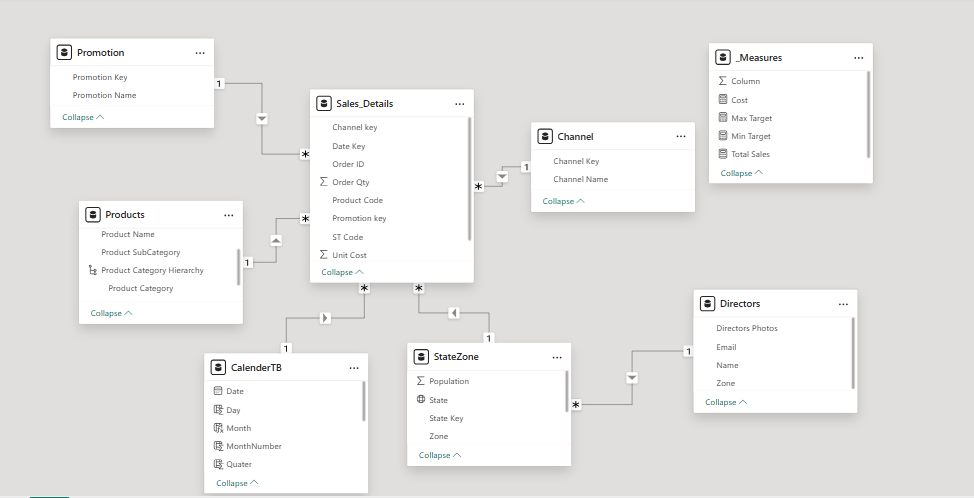 Promotion
Promotion Key
Promotion Name
Collapse
1
*
Sales_Details
Channel key
Date Key
Order ID
Order Qty
Product Code
Promotion key
ST Code
Unit Cost
Collapse
_Measures
Column
Cost
Max Target
Min Target
Total Sales
Collapse
Channel
Channel Key
Channel Name
Collapse
1
*
Products
Product Name
Product SubCategory
Product Category Hierarchy
Product Category
Collapse
1
*
*
*
1
1
CalenderTB
Date
Day
Month
MonthNumber
Quater
Collapse
StateZone
Population
State
State Key
Zone
Collapse
*
1
Directors
Directors Photos
Email
Name
Zone
Collapse